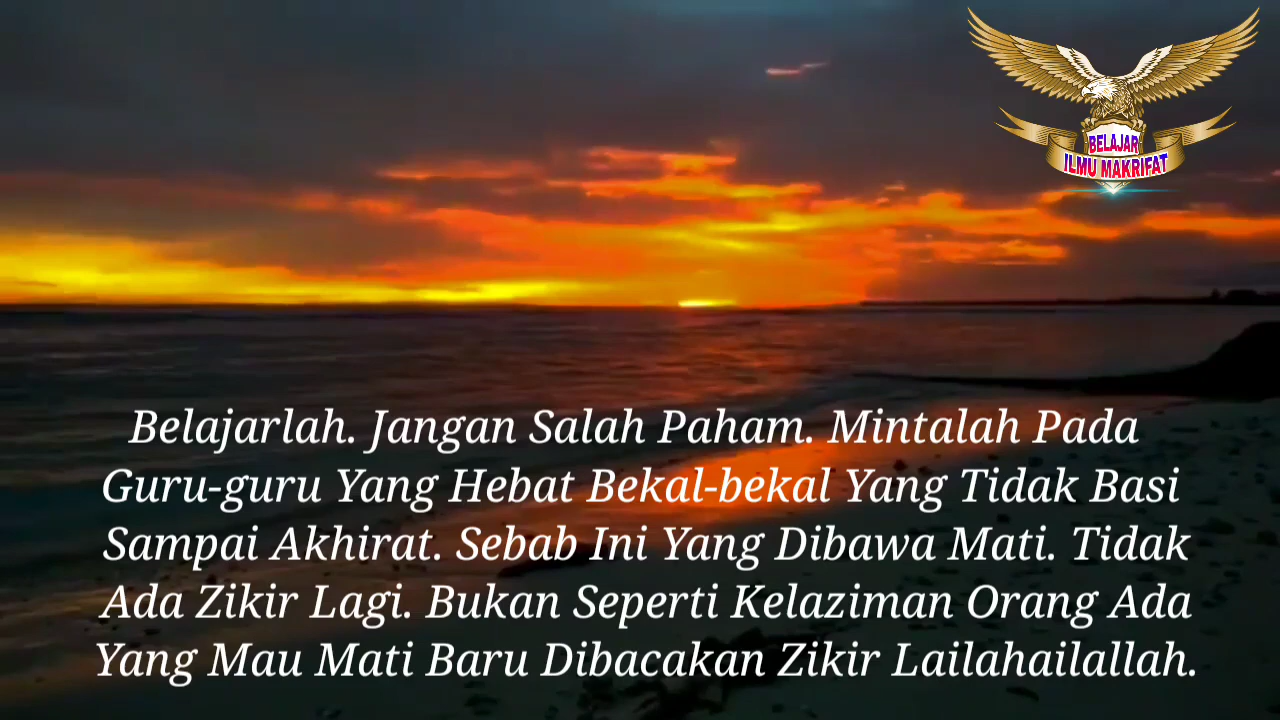 BELAJAR
ILMU MAKRIFAT
Belajarlah. Jangan Salah Paham. Mintalah Pada
Guru-guru Yang Hebat Bekal-bekal Yang Tidak Basi
Sampai Akhirat. Sebab Ini Yang Dibawa Mati. Tidak
Ada Zikir Lagi. Bukan Seperti Kelaziman Orang Ada
Yang Mau Mati Baru Dibacakan Zikir Lailahailallah.